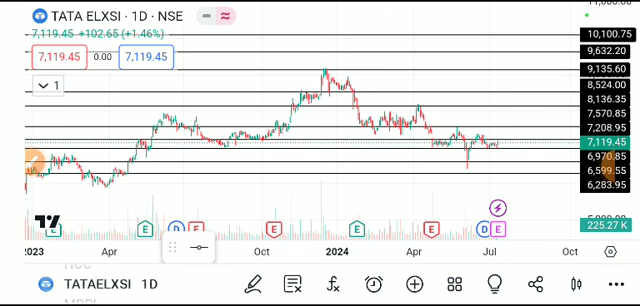 TATA ELXSI · 1D · NSE
7,119.45 +102.65 (+1.46%)
7,119.45 0.00 7,119.45
1
10,100.75
9,632.20
9,135.60
8,524.00
8,136.35
7,570.85
7,208.95
7,119.45
6,970.85
6,599.55
6,283.95
225.27 K
E D E E E E D E
2023 Apr Oct 2024 Apr Jul Oct
TATAELXSI 1D